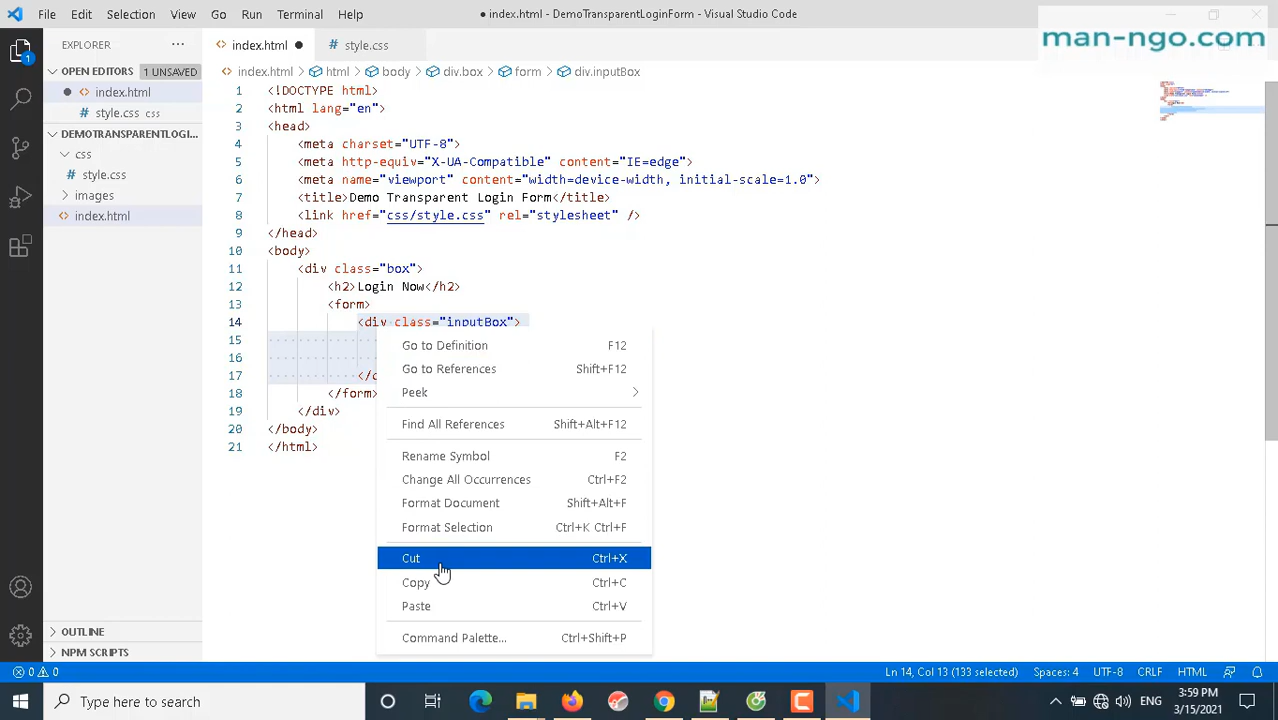 File Edit Selection View Go Run Terminal Help
● index.html - DemoTransparentLoginForm - Visual Studio Code
man-ngo.com
EXPLORER ···
index.html ●
# style.css
OPEN EDITORS 1 UNSAVED
● <> index.html
# style.css css
DEMOTRANSPARENTLOGI...
css
# style.css
images
<> index.html
<> index.html > html > body > div.box > form > div.inputBox
1 <!DOCTYPE html>
2 <html lang="en">
3 <head>
4 <meta charset="UTF-8">
5 <meta http-equiv="X-UA-Compatible" content="IE=edge">
6 <meta name="viewport" content="width=device-width, initial-scale=1.0">
7 <title>Demo Transparent Login Form</title>
8 <link href="css/style.css" rel="stylesheet" />
9 </head>
10 <body>
11 <div class="box">
12 <h2>Login Now</h2>
13 <form>
14 <div class="inputBox">
15
16
17 </
18 </form>
19 </div>
20 </body>
21 </html>
Go to Definition F12
Go to References Shift+F12
Peek
Find All References Shift+Alt+F12
Rename Symbol F2
Change All Occurrences Ctrl+F2
Format Document Shift+Alt+F
Format Selection Ctrl+K Ctrl+F
Cut Ctrl+X
Copy Ctrl+C
Paste Ctrl+V
Command Palette... Ctrl+Shift+P
OUTLINE
NPM SCRIPTS
0 0
Ln 14, Col 13 (133 selected) Spaces: 4 UTF-8 CRLF HTML
Type here to search
ENG
3:59 PM
3/15/2021